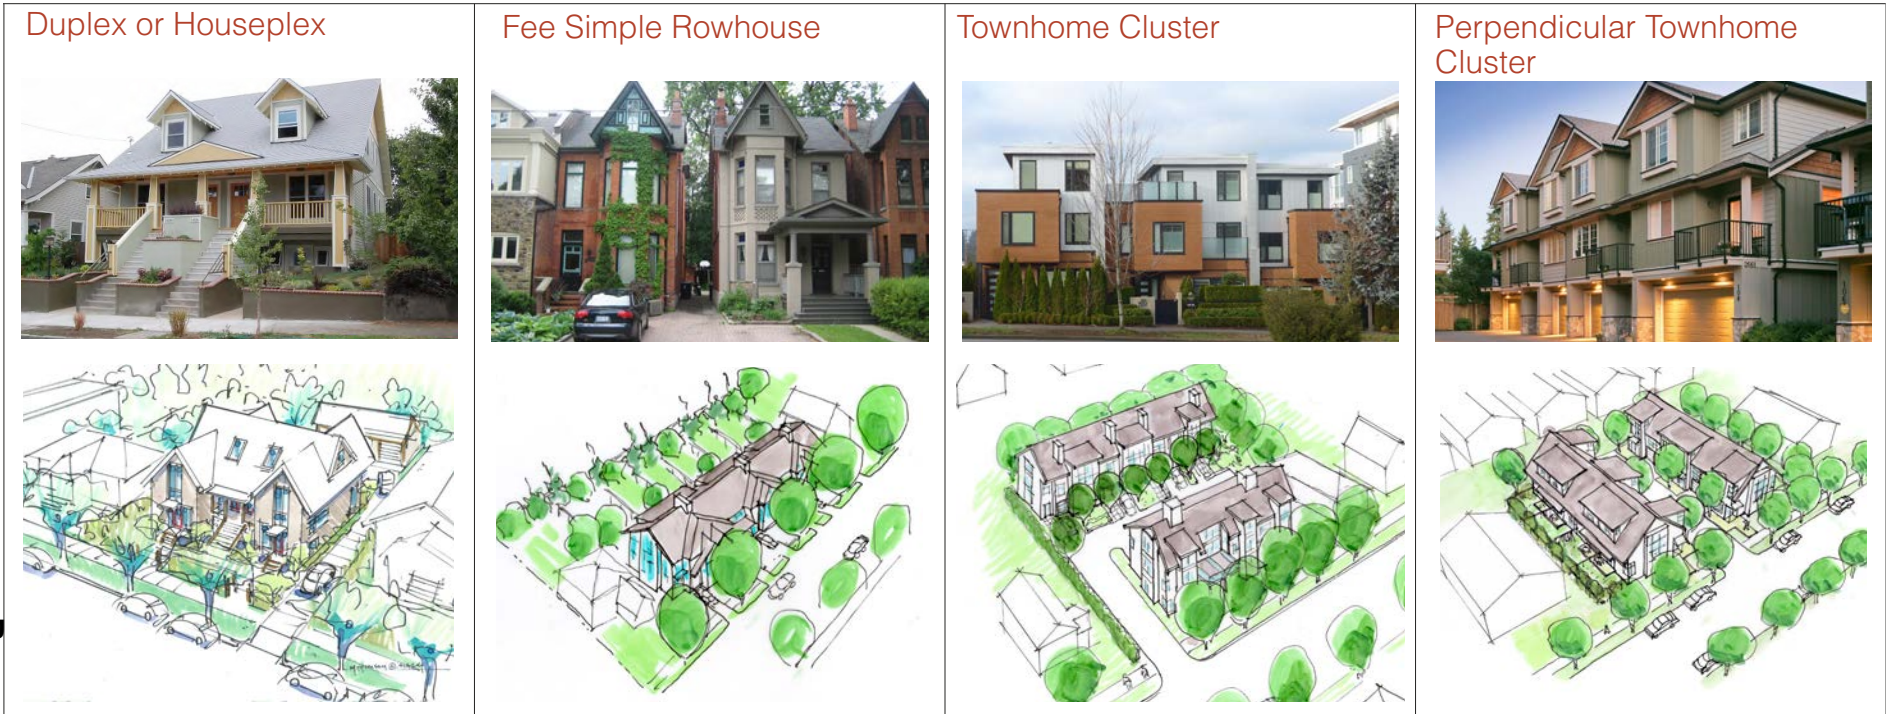 Duplex or Houseplex
Fee Simple Rowhouse
Townhome Cluster
Perpendicular Townhome
Cluster